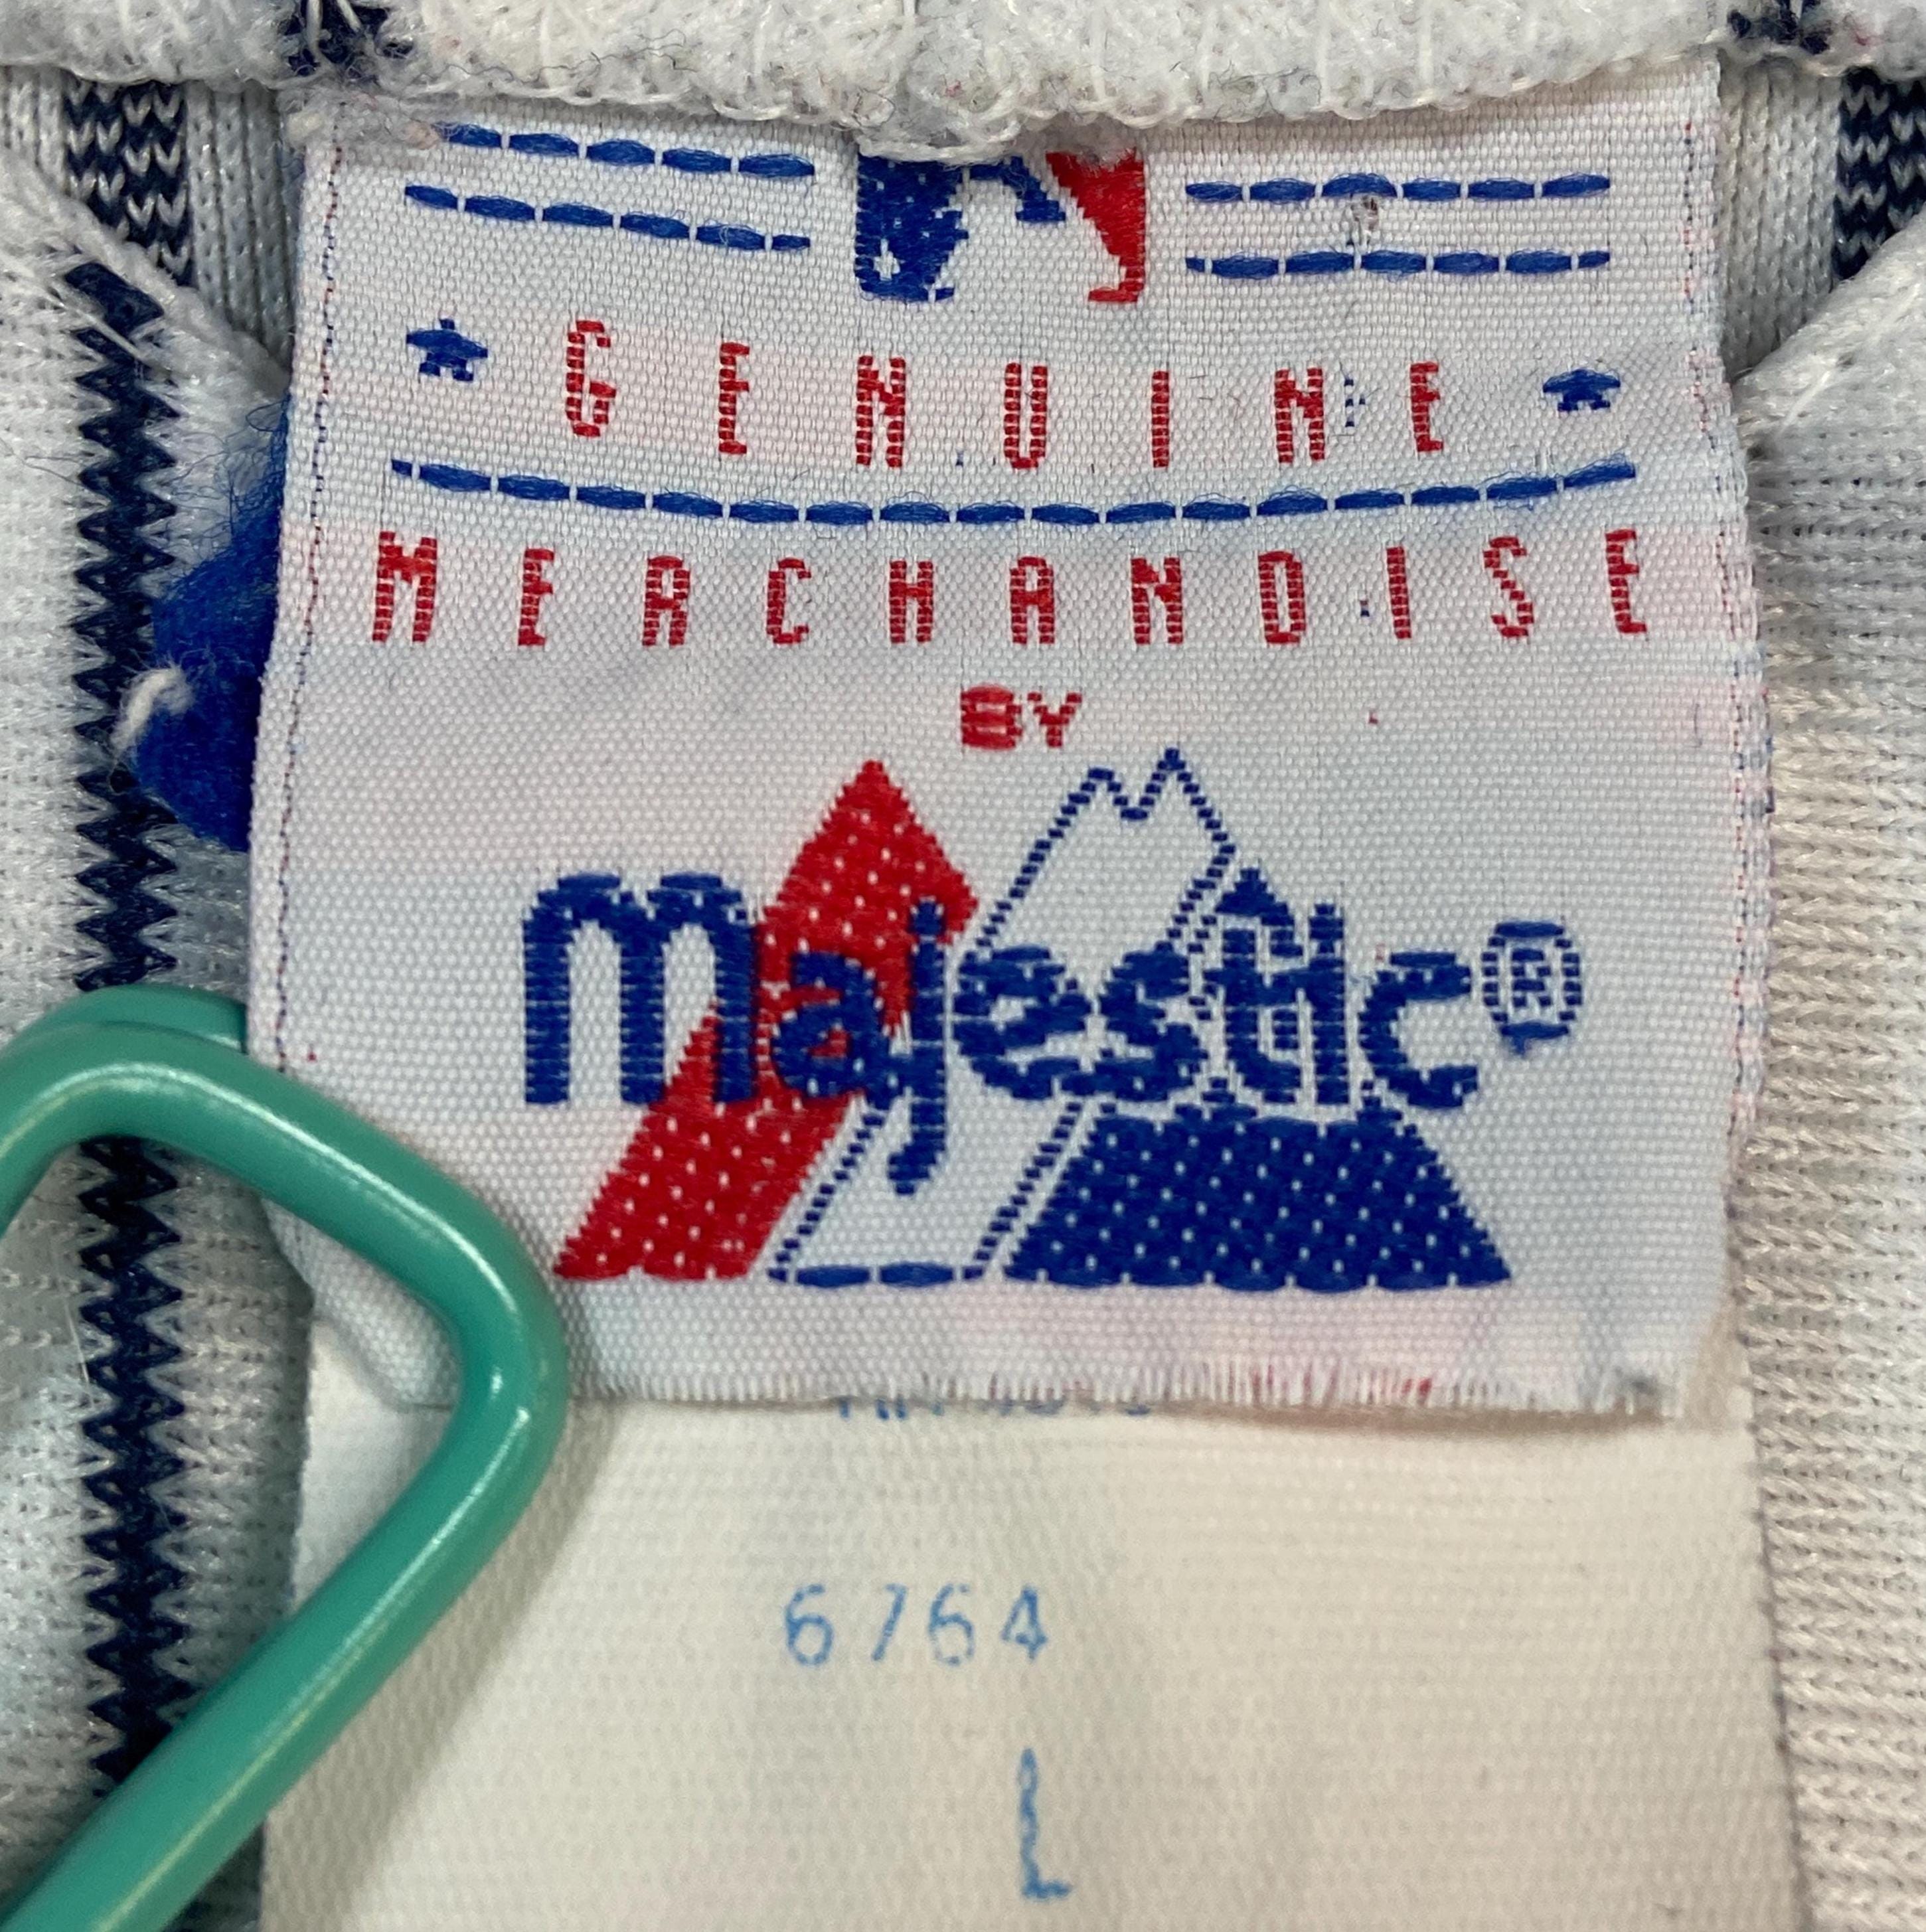 GENUINE
MERCHANDISE
BY
majestic®
6764
L